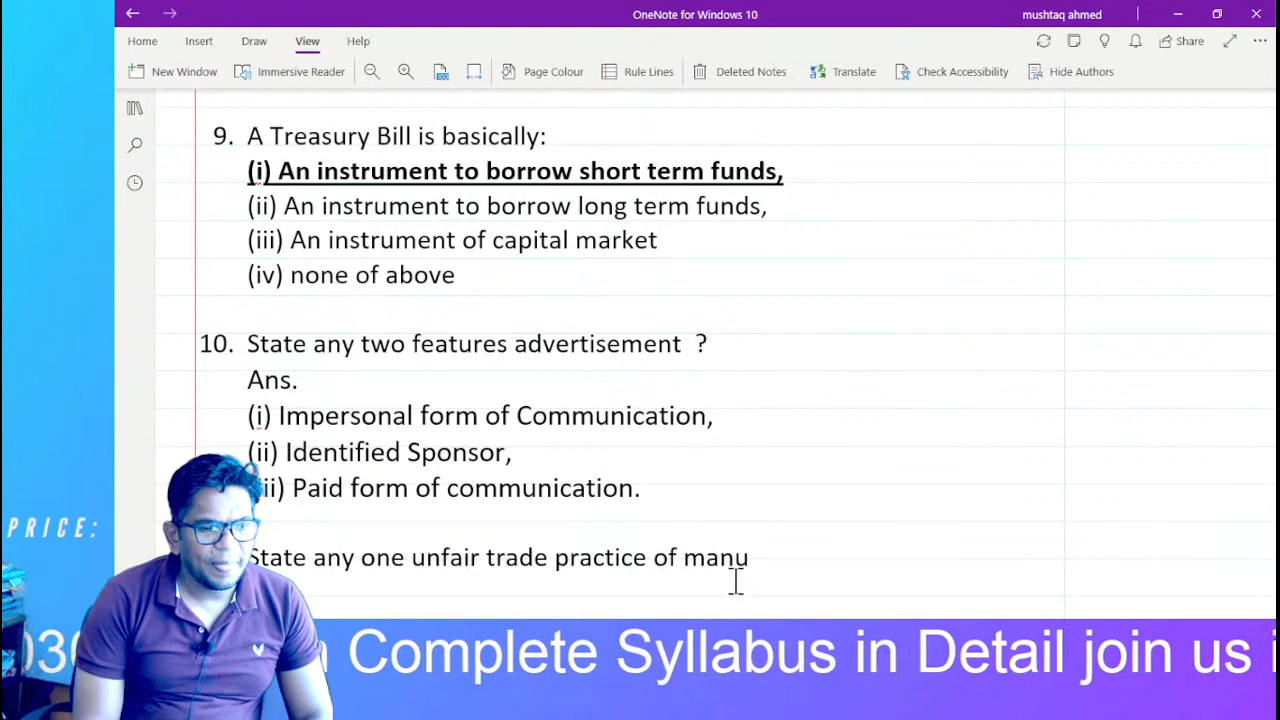 OneNote for Windows 10
mushtaq ahmed
Home Insert Draw View Help
Share
New Window Immersive Reader Page Colour Rule Lines Deleted Notes Translate Check Accessibility Hide Authors
9. A Treasury Bill is basically:
(i) An instrument to borrow short term funds,
(ii) An instrument to borrow long term funds,
(iii) An instrument of capital market
(iv) none of above
10. State any two features advertisement ?
Ans.
(i) Impersonal form of Communication,
(ii) Identified Sponsor,
ii) Paid form of communication.
PRICE:
State any one unfair trade practice of manu
Complete Syllabus in Detail join us